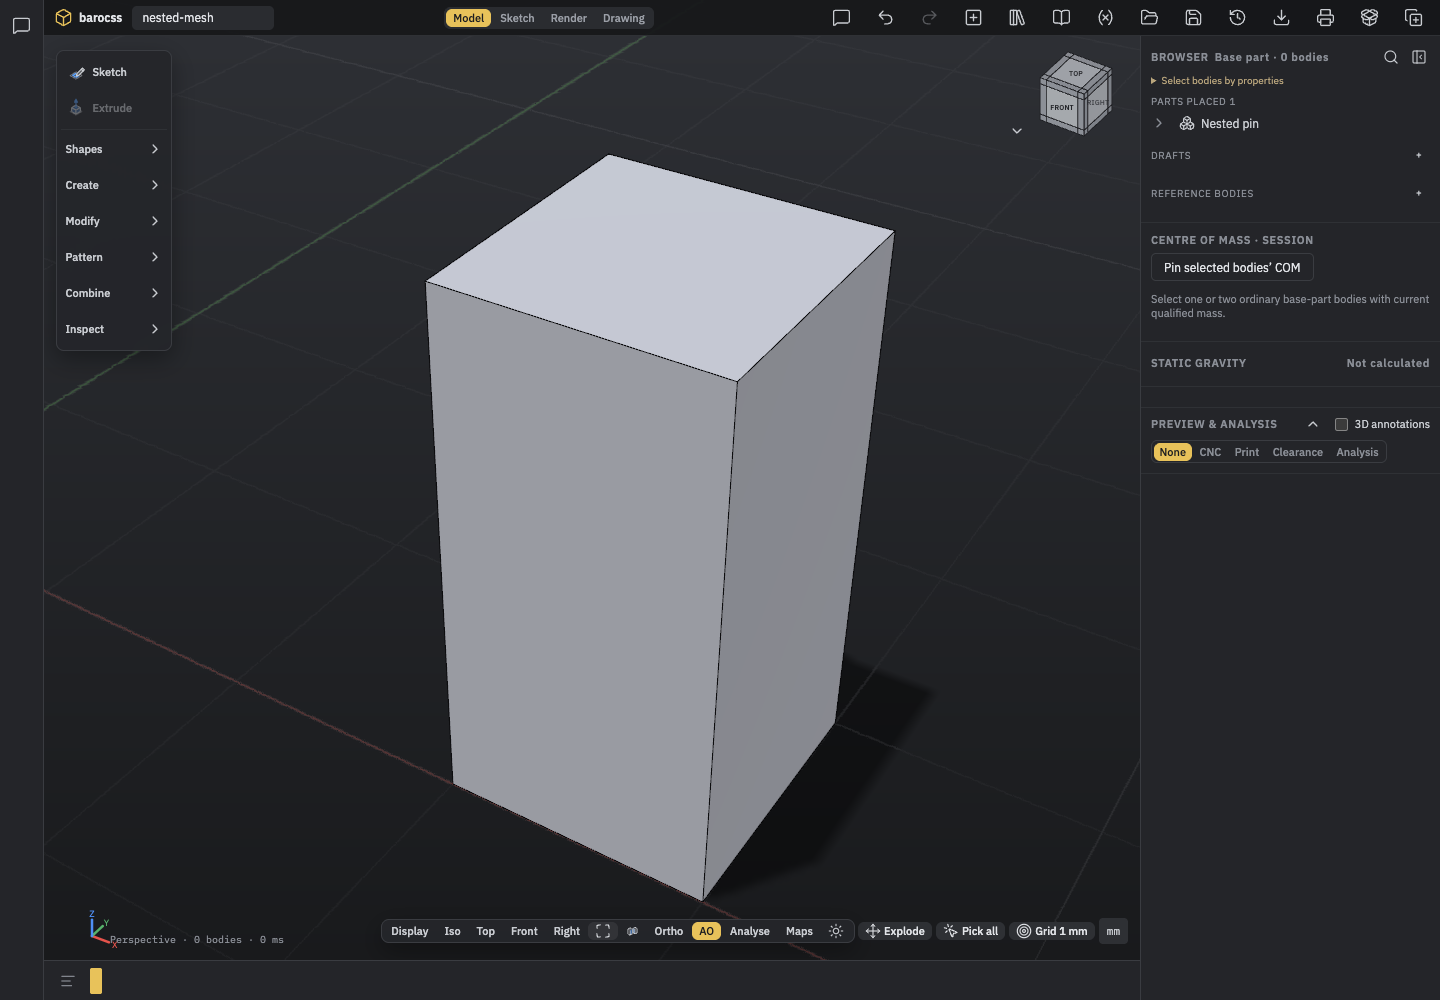 barocss
nested-mesh
Model Sketch Render Drawing
Sketch
Extrude
Shapes
Create
Modify
Pattern
Combine
Inspect
TOP
FRONT
RIGHT
BROWSER Base part · 0 bodies
Select bodies by properties
PARTS PLACED 1
Nested pin
DRAFTS
REFERENCE BODIES
CENTRE OF MASS · SESSION
Pin selected bodies’ COM
Select one or two ordinary base-part bodies with current
qualified mass.
STATIC GRAVITY Not calculated
PREVIEW & ANALYSIS 3D annotations
None CNC Print Clearance Analysis
Z
Y
X
Perspective · 0 bodies · 0 ms
Display Iso Top Front Right Ortho AO Analyse Maps Explode Pick all Grid 1 mm mm